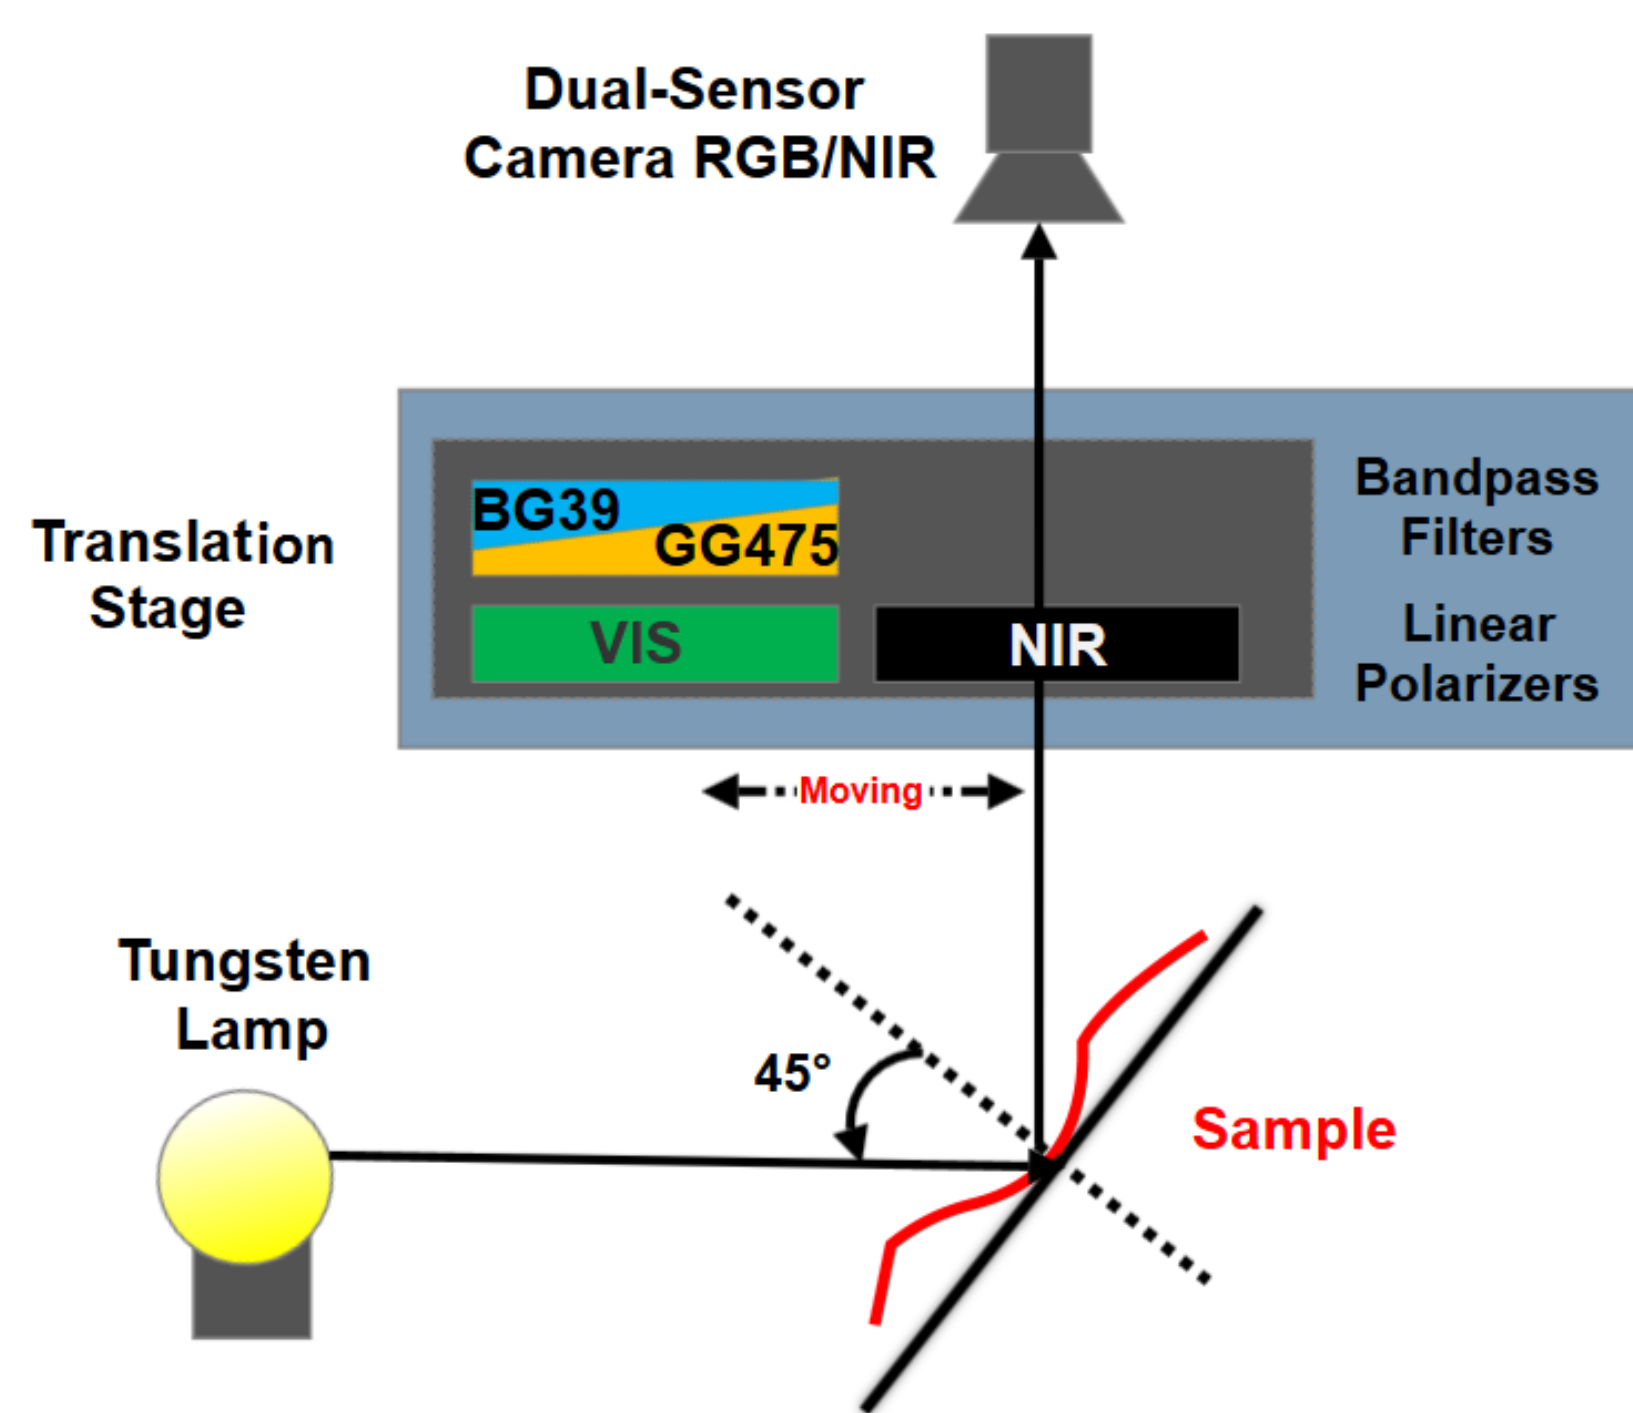 Dual-Sensor
Camera RGB/NIR
Translation
Stage
BG39
GG475
VIS
NIR
Bandpass
Filters
Linear
Polarizers
Moving
Tungsten
Lamp
45°
Sample